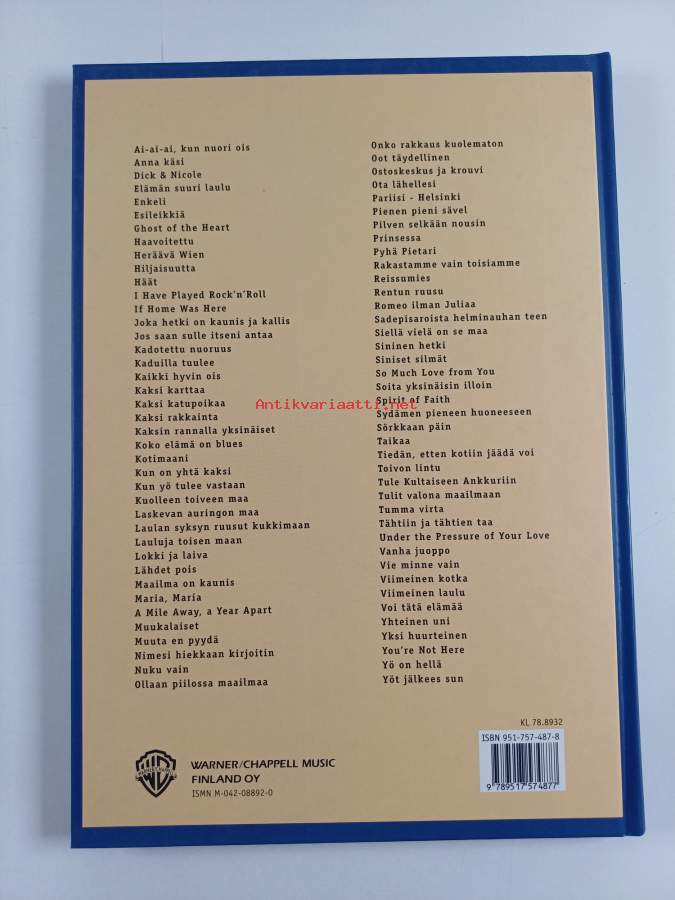 Ai-ai-ai, kun nuori ois
Anna käsi
Dick & Nicole
Elämän suuri laulu
Enkeli
Esileikkiä
Ghost of the Heart
Haavoitettu
Heräävä Wien
Hiljaisuutta
Häät
I Have Played Rock'n'Roll
If Home Was Here
Joka hetki on kaunis ja kallis
Jos saan sulle itseni antaa
Kadotettu nuoruus
Kaduilla tuulee
Kaikki hyvin ois
Kaksi karttaa
Kaksi katupoikaa
Kaksi rakkainta
Kaksin rannalla yksinäiset
Koko elämä on blues
Kotimaani
Kun on yhtä kaksi
Kun yö tulee vastaan
Kuolleen toiveen maa
Laskevan auringon maa
Laulan syksyn ruusut kukkimaan
Lauluja toisen maan
Lokki ja laiva
Lähdet pois
Maailma on kaunis
Maria, Maria
A Mile Away, a Year Apart
Muukalaiset
Muuta en pyydä
Nimesi hiekkaan kirjoitin
Nuku vain
Ollaan piilossa maailmaa
Onko rakkaus kuolematon
Oot täydellinen
Ostoskeskus ja krouvi
Ota lähellesi
Pariisi - Helsinki
Pienen pieni sävel
Pilven selkään nousin
Prinsessa
Pyhä Pietari
Rakastamme vain toisiamme
Reissumies
Rentun ruusu
Romeo ilman Juliaa
Sadepisaroista helminauhan teen
Siellä vielä on se maa
Sininen hetki
Siniset silmät
So Much Love from You
Soita yksinäisin illoin
Spirit of Faith
Sydämen pieneen huoneeseen
Sörkkaan päin
Taikaa
Tiedän, etten kotiin jäädä voi
Toivon lintu
Tule Kultaiseen Ankkuriin
Tulit valona maailmaan
Tumma virta
Tähtiin ja tähtien taa
Under the Pressure of Your Love
Vanha juoppo
Vie minne vain
Viimeinen kotka
Viimeinen laulu
Voi tätä elämää
Yhteinen uni
Yksi huurteinen
You're Not Here
Yö on hellä
Yöt jälkees sun
Antikvariaatti.net
KL 78.8932
ISBN 951-757-487-8
9 789517 574877
WARNER/CHAPPELL MUSIC
FINLAND OY
ISMN M-042-08892-0